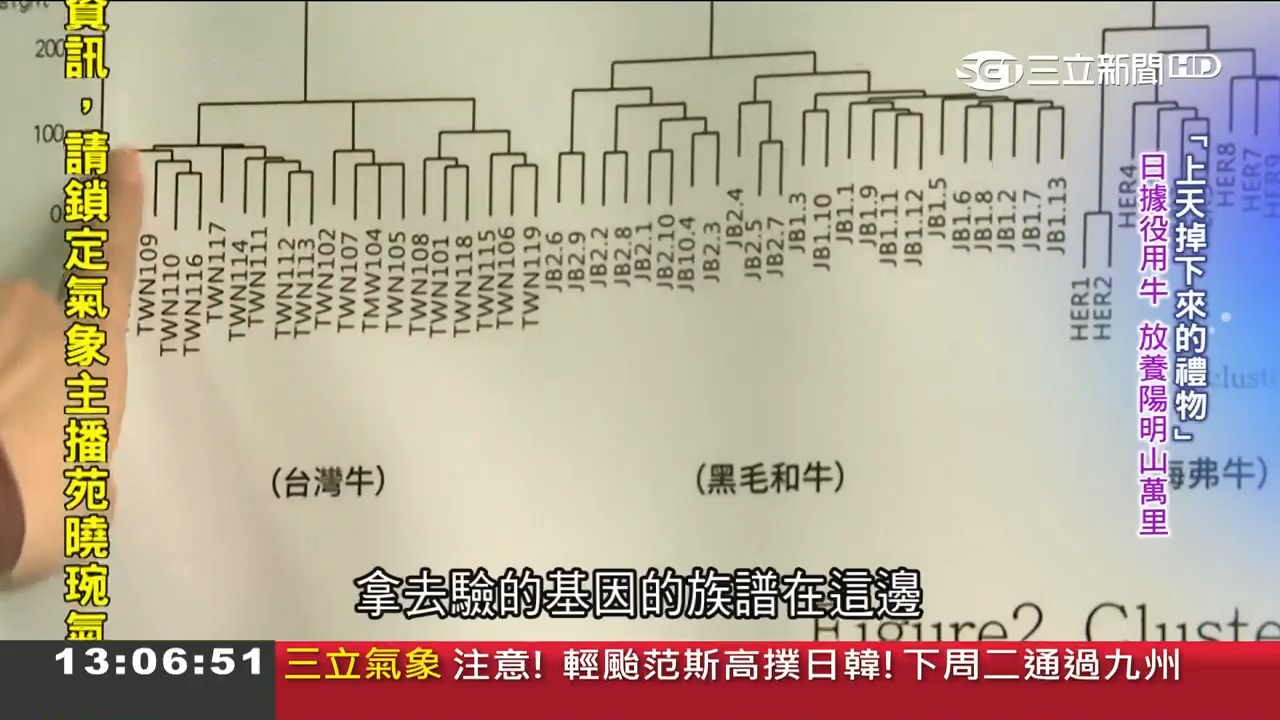 200
100
0
TWN109
TWN110
TWN116
TWN117
TWN114
TWN111
TWN112
TWN113
TWN102
TWN107
TMW104
TWN105
TWN108
TWN101
TWN118
TWN115
TWN106
TWN119
JB2.6
JB2.9
JB2.2
JB2.8
JB2.1
JB2.10
JB10.4
JB2.3
JB2.4
JB2.5
JB2.7
JB1.3
JB1.10
JB1.1
JB1.9
JB1.11
JB1.12
JB1.5
JB1.6
JB1.8
JB1.2
JB1.7
JB1.13
HER1
HER2
HER4
HER8
HER7
HER9
(台灣牛)
(黑毛和牛)
海弗牛)
Figure2 Cluste
SET 三立新聞 HD
「上天掉下來的禮物」
日據役用牛 放養陽明山萬里
資訊，請鎖定氣象主播苑曉琬氣
拿去驗的基因的族譜在這邊
13:06:51
三立氣象 注意! 輕颱范斯高撲日韓! 下周二通過九州